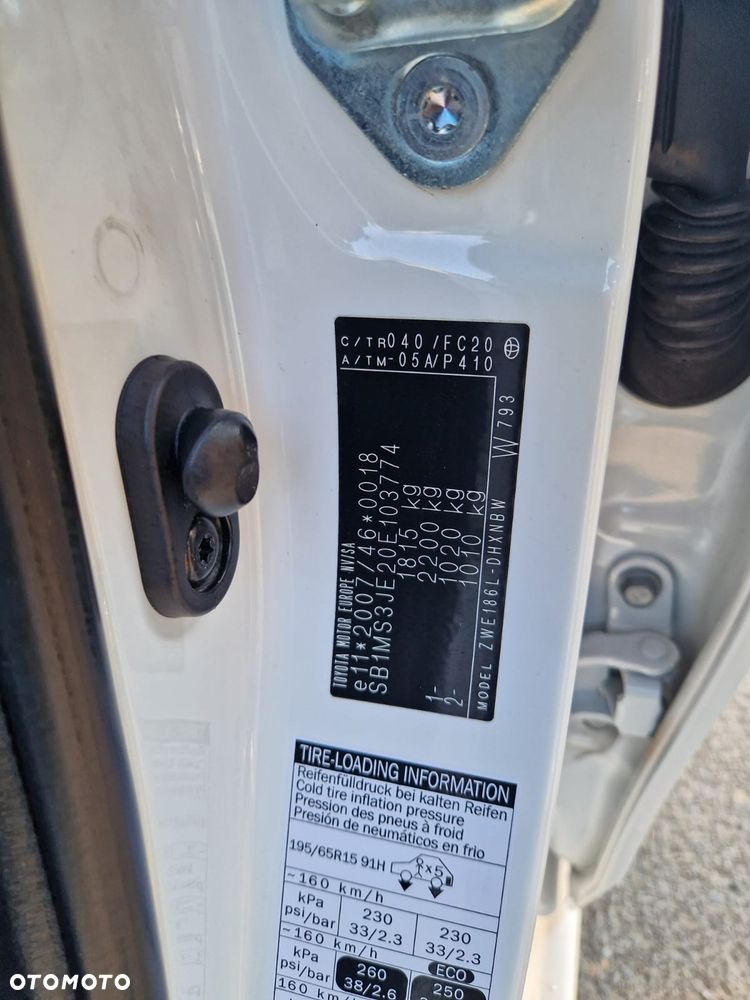 C/TR040/FC20
A/TM-05A/P410
TOYOTA MOTOR EUROPE NV/SA
e11*2007/46*0018
SB1MS3JE20E103774
1815 kg
2200 kg
1- 1020 kg
2- 1010 kg
MODEL ZWE186L-DHXNBW W793
TIRE-LOADING INFORMATION
Reifenfülldruck bei kalten Reifen
Cold tire inflation pressure
Pression des pneus à froid
Presión de neumáticos en frio
195/65R15 91H x5
~160 km/h
kPa 230 230
psi/bar 33/2.3 33/2.3
~160 km/h ECO
kPa 260 250
psi/bar 38/2.6
160 km/h
OTOMOTO